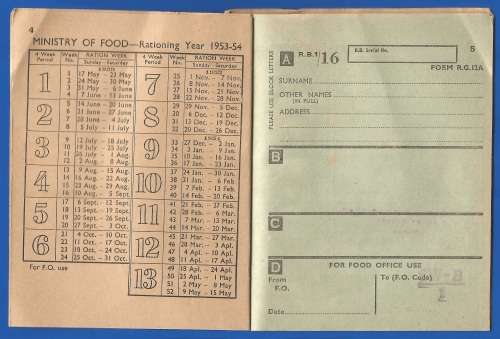 4
MINISTRY OF FOOD—Rationing Year 1953-54
4 Week Period
Week No.
RATION WEEK
Sunday – Saturday
1953
1
1 17 May – 23 May
2 24 May – 30 May
3 31 May – 6 June
4 7 June – 13 June
2
5 14 June – 20 June
6 21 June – 27 June
7 28 June – 4 July
8 5 July – 11 July
3
9 12 July – 18 July
10 19 July – 25 July
11 26 July – 1 Aug.
12 2 Aug. – 8 Aug.
4
13 9 Aug. – 15 Aug.
14 16 Aug. – 22 Aug.
15 23 Aug. – 29 Aug.
16 30 Aug. – 5 Sept.
5
17 6 Sept. – 12 Sept.
18 13 Sept. – 19 Sept.
19 20 Sept. – 26 Sept.
20 27 Sept. – 3 Oct.
6
21 4 Oct. – 10 Oct.
22 11 Oct. – 17 Oct.
23 18 Oct. – 24 Oct.
24 25 Oct. – 31 Oct.
For F.O. use
4 Week Period
Week No.
RATION WEEK
Sunday – Saturday
1953
7
25 1 Nov. – 7 Nov.
26 8 Nov. – 14 Nov.
27 15 Nov. – 21 Nov.
28 22 Nov. – 28 Nov.
8
29 29 Nov. – 5 Dec.
30 6 Dec. – 12 Dec.
31 13 Dec. – 19 Dec.
32 20 Dec. – 26 Dec.
9
33 27 Dec. – 2 Jan.
34 3 Jan. – 9 Jan.
35 10 Jan. – 16 Jan.
36 17 Jan. – 23 Jan.
10
37 24 Jan. – 30 Jan.
38 31 Jan. – 6 Feb.
39 7 Feb. – 13 Feb.
40 14 Feb. – 20 Feb.
11
41 21 Feb. – 27 Feb.
42 28 Feb. – 6 Mar.
43 7 Mar. – 13 Mar.
44 14 Mar. – 20 Mar.
12
45 21 Mar. – 27 Mar.
46 28 Mar. – 3 Apl.
47 4 Apl. – 10 Apl.
48 11 Apl. – 17 Apl.
13
49 18 Apl. – 24 Apl.
50 25 Apl. – 1 May
51 2 May – 8 May
52 9 May – 15 May
PLEASE USE BLOCK LETTERS
A
R.B.1/16
R.B. Serial No.
5
FORM R.G.12A
SURNAME
OTHER NAMES
(IN FULL)
ADDRESS
B
C
D
FOR FOOD OFFICE USE
From
F.O.
To (F.O. Code)
Date